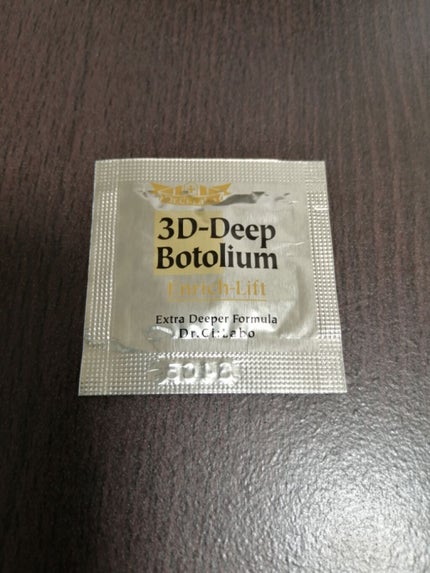 3D-Deep
Botolium
Enrich-Lift
Extra Deeper Formula
Dr.Ci:Labo